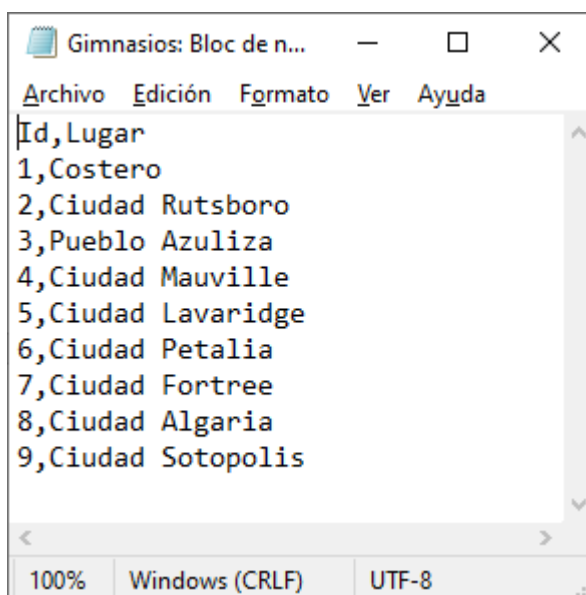 Gimnasios: Bloc de n...
Archivo Edición Formato Ver Ayuda
Id,Lugar
1,Costero
2,Ciudad Rutsboro
3,Pueblo Azuliza
4,Ciudad Mauville
5,Ciudad Lavaridge
6,Ciudad Petalia
7,Ciudad Fortree
8,Ciudad Algaria
9,Ciudad Sotopolis
100% Windows (CRLF) UTF-8